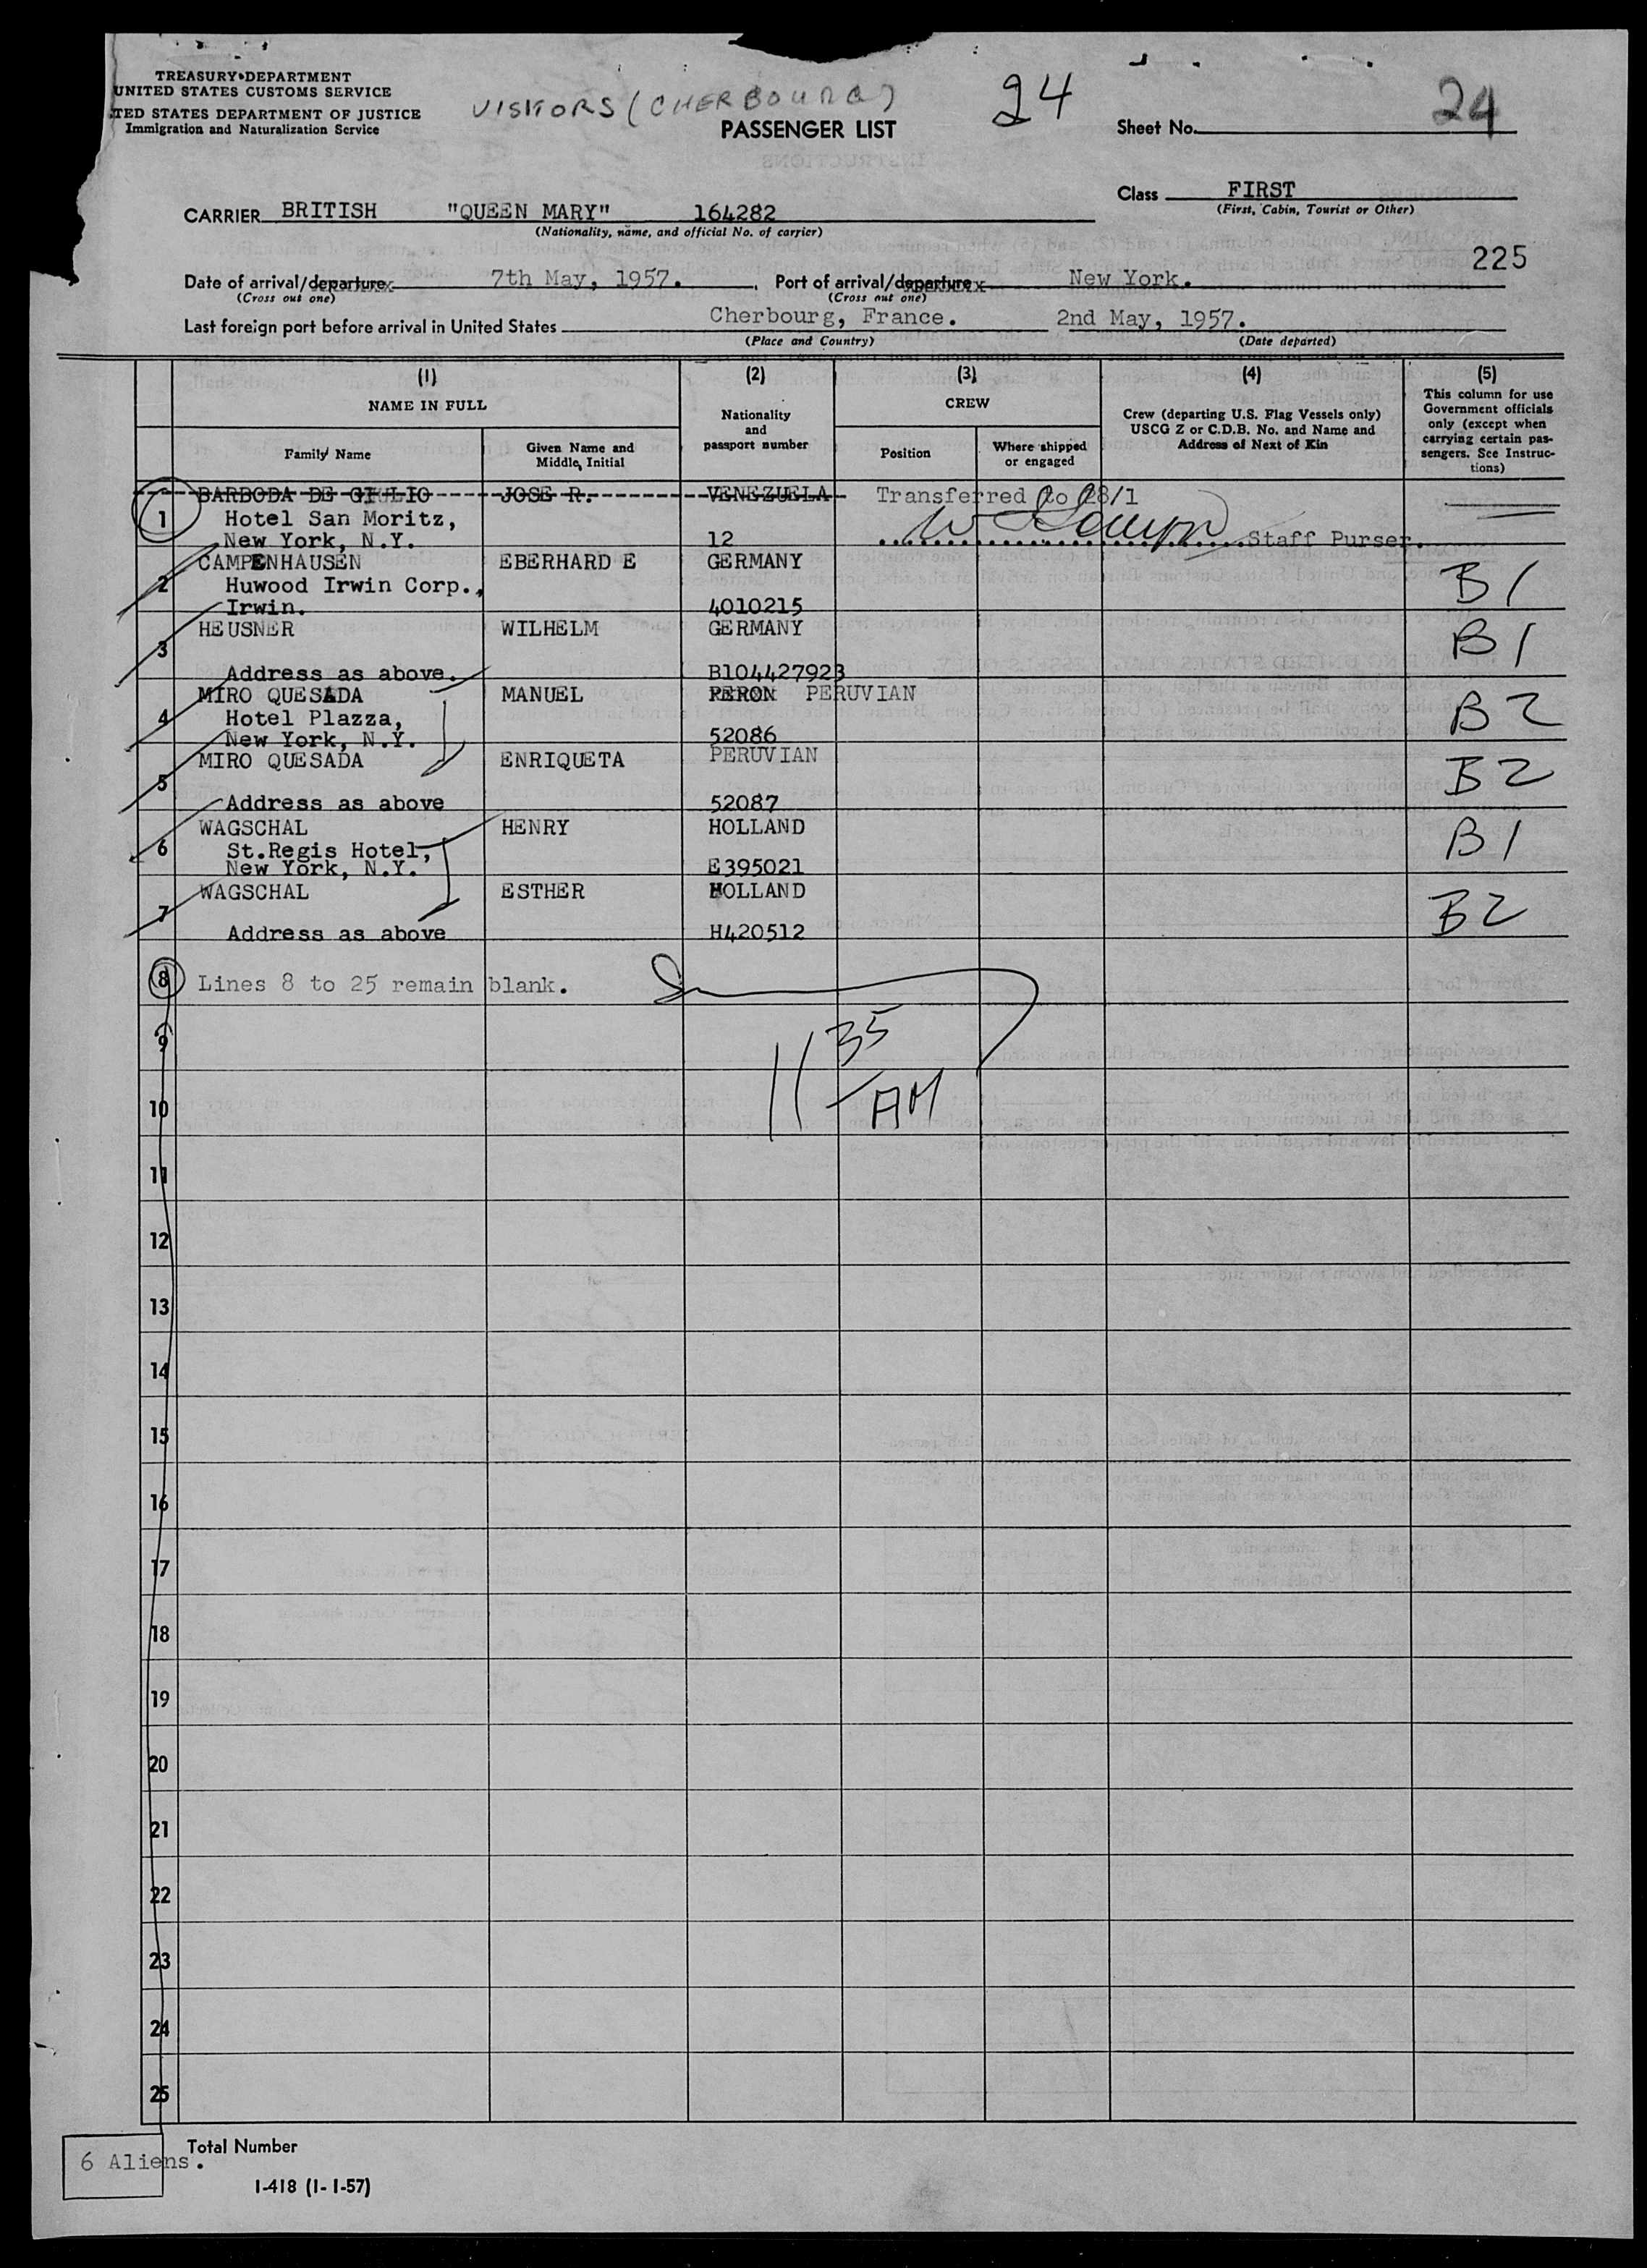 TREASURY DEPARTMENT
UNITED STATES CUSTOMS SERVICE
TED STATES DEPARTMENT OF JUSTICE
Immigration and Naturalization Service
VISITORS (CHERBOURG)
PASSENGER LIST
24
Sheet No. 24
Class FIRST
(First, Cabin, Tourist or Other)
CARRIER BRITISH "QUEEN MARY" 164282
(Nationality, name, and official No. of carrier)
225
Date of arrival/departure 7th May, 1957. Port of arrival/departure New York.
(Cross out one) (Cross out one)
Last foreign port before arrival in United States Cherbourg, France. 2nd May, 1957.
(Place and Country) (Date departed)
(1) (2) (3) (4) (5)
NAME IN FULL
Family Name
Given Name and
Middle Initial
Nationality
and
passport number
CREW
Position
Where shipped
or engaged
Crew (departing U.S. Flag Vessels only)
USCG Z or C.D.B. No. and Name and
Address of Next of Kin
This column for use
Government officials
only (except when
carrying certain pas-
sengers. See Instruc-
tions)
BARBODA DE GIULIO JOSE R. VENEZUELA Transferred to 28/1
1 Hotel San Moritz,
New York, N.Y. 12 Staff Purser.
CAMPENHAUSEN EBERHARD E GERMANY
2 Huwood Irwin Corp., B1
Irwin. 4010215
HEUSNER WILHELM GERMANY
3 B1
Address as above. B104427923
MIRO QUESADA MANUEL PERON PERUVIAN
4 Hotel Plazza, B2
New York, N.Y. 52086
MIRO QUESADA ENRIQUETA PERUVIAN
5 B2
Address as above 52087
WAGSCHAL HENRY HOLLAND
6 St.Regis Hotel, B1
New York, N.Y. E395021
WAGSCHAL ESTHER HOLLAND
7 B2
Address as above H420512
8 Lines 8 to 25 remain blank.
9
11 35 AM
10
11
12
13
14
15
16
17
18
19
20
21
22
23
24
25
6 Aliens. Total Number
I-418 (1-1-57)